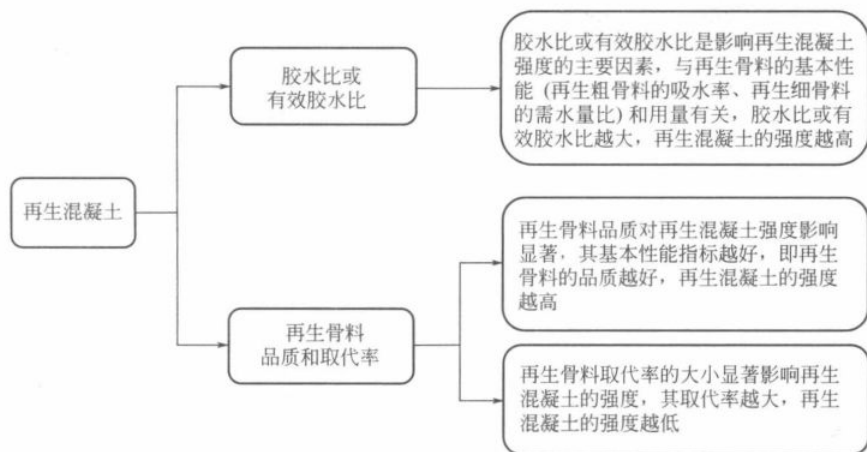 胶水比或
有效胶水比
胶水比或有效胶水比是影响再生混凝土
强度的主要因素，与再生骨料的基本性
能 (再生粗骨料的吸水率、再生细骨料
的需水量比) 和用量有关，胶水比或有
效胶水比越大，再生混凝土的强度越高
再生混凝土
再生骨料
品质和取代率
再生骨料品质对再生混凝土强度影响
显著，其基本性能指标越好，即再生
骨料的品质越好，再生混凝土的强度
越高
再生骨料取代率的大小显著影响再生
混凝土的强度，其取代率越大，再生
混凝土的强度越低